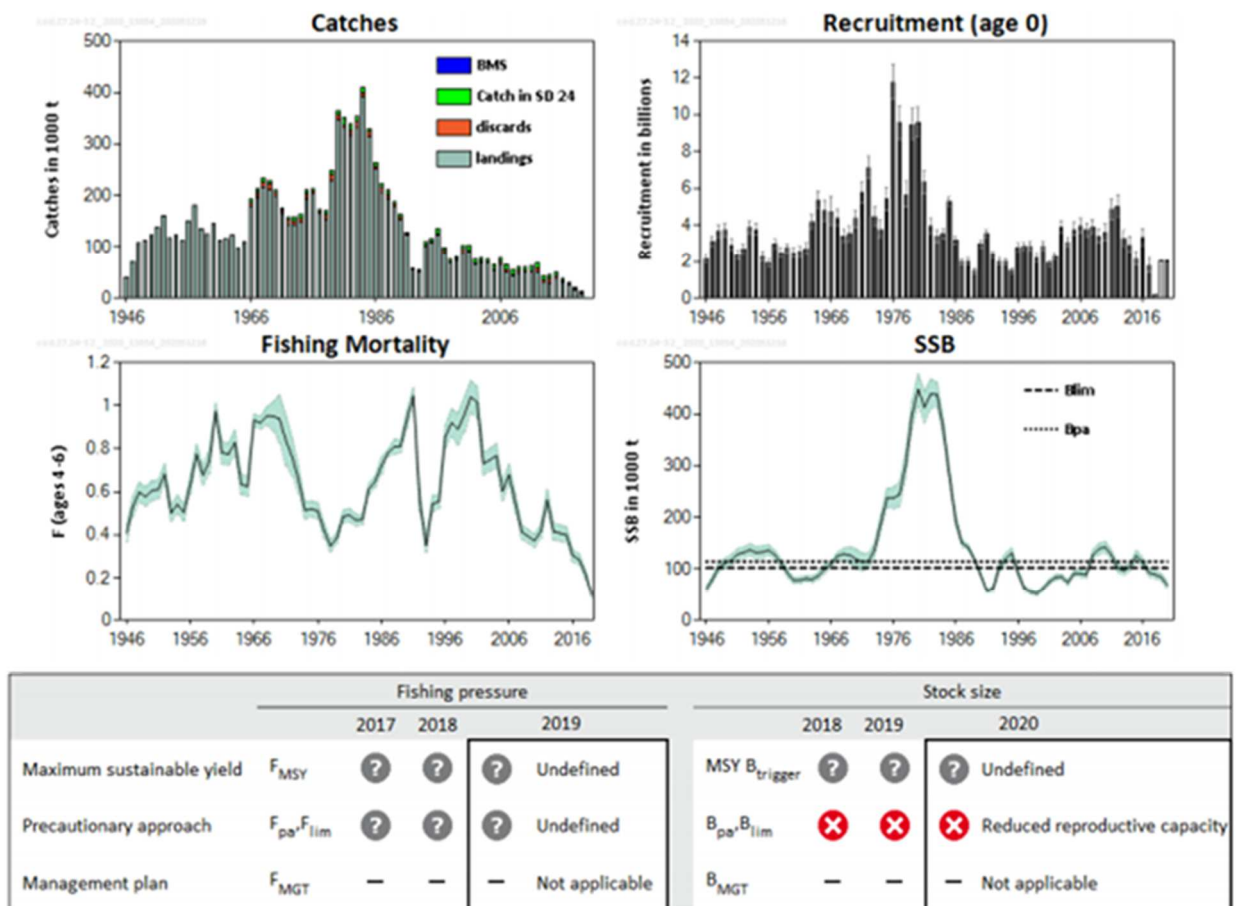 Catches
Catches in 1000 t
500
400
300
200
100
0
BMS
Catch in SD 24
discards
landings
1946 1966 1986 2006
Recruitment (age 0)
Recruitment in billions
14
12
10
8
6
4
2
0
1946 1956 1966 1976 1986 1996 2006 2016
Fishing Mortality
F (ages 4-6)
1.2
1
0.8
0.6
0.4
0.2
0
1946 1956 1966 1976 1986 1996 2006 2016
SSB
SSB in 1000 t
500
400
300
200
100
0
Blim
Bpa
1946 1956 1966 1976 1986 1996 2006 2016
Fishing pressure Stock size
2017 2018 2019 2018 2019 2020
Maximum sustainable yield FMSY ? ? ? Undefined MSY Btrigger ? ? ? Undefined
Precautionary approach Fpa,Flim ? ? ? Undefined Bpa,Blim Reduced reproductive capacity
Management plan FMGT – – – Not applicable BMGT – – – Not applicable